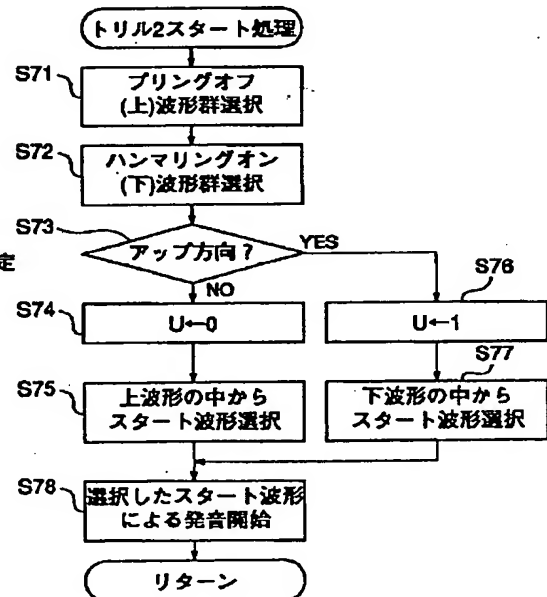 トリル2スタート処理
S71
プリングオフ
(上)波形群選択
S72
ハンマリングオン
(下)波形群選択
S73
定
アップ方向?
YES
NO
S74
U←0
S76
U←1
S75
上波形の中から
スタート波形選択
S77
下波形の中から
スタート波形選択
S78
選択したスタート波形
による発音開始
リターン